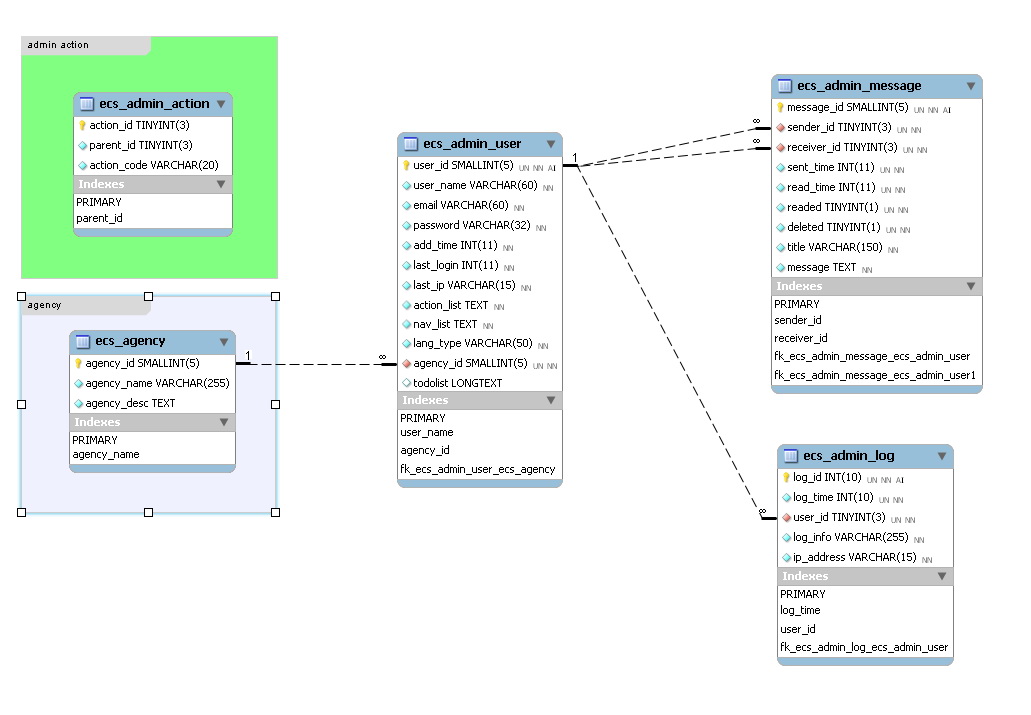 admin action
ecs_admin_action
action_id TINYINT(3)
parent_id TINYINT(3)
action_code VARCHAR(20)
Indexes
PRIMARY
parent_id
agency
ecs_agency
agency_id SMALLINT(5)
agency_name VARCHAR(255)
agency_desc TEXT
Indexes
PRIMARY
agency_name
1
∞
ecs_admin_user
user_id SMALLINT(5) UN NN AI
user_name VARCHAR(60) NN
email VARCHAR(60) NN
password VARCHAR(32) NN
add_time INT(11) NN
last_login INT(11) NN
last_ip VARCHAR(15) NN
action_list TEXT NN
nav_list TEXT NN
lang_type VARCHAR(50) NN
agency_id SMALLINT(5) UN NN
todolist LONGTEXT
Indexes
PRIMARY
user_name
agency_id
fk_ecs_admin_user_ecs_agency
1
∞
∞
∞
ecs_admin_message
message_id SMALLINT(5) UN NN AI
sender_id TINYINT(3) UN NN
receiver_id TINYINT(3) UN NN
sent_time INT(11) UN NN
read_time INT(11) UN NN
readed TINYINT(1) UN NN
deleted TINYINT(1) UN NN
title VARCHAR(150) NN
message TEXT NN
Indexes
PRIMARY
sender_id
receiver_id
fk_ecs_admin_message_ecs_admin_user
fk_ecs_admin_message_ecs_admin_user1
ecs_admin_log
log_id INT(10) UN NN AI
log_time INT(10) UN NN
user_id TINYINT(3) UN NN
log_info VARCHAR(255) NN
ip_address VARCHAR(15) NN
Indexes
PRIMARY
log_time
user_id
fk_ecs_admin_log_ecs_admin_user